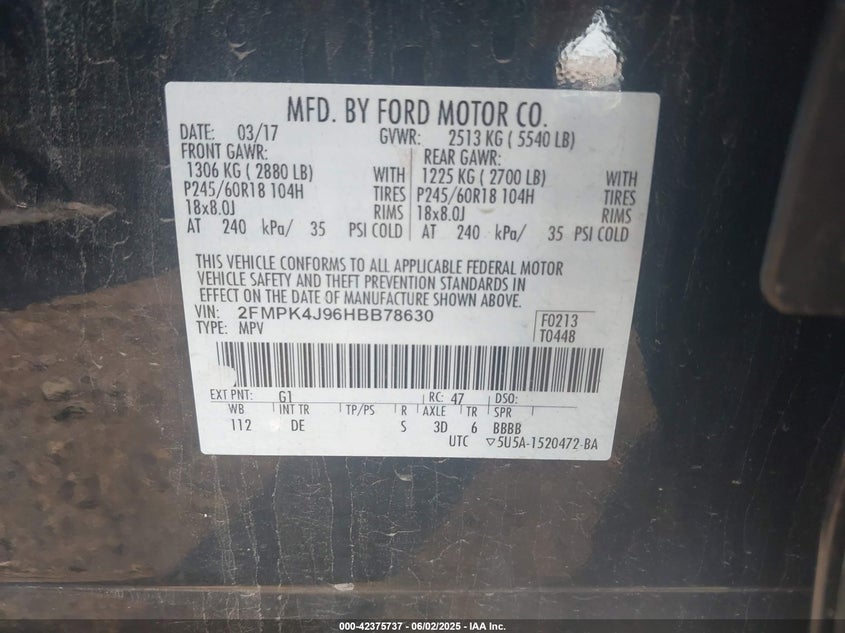 MFD. BY FORD MOTOR CO.
DATE: 03/17 GVWR: 2513 KG ( 5540 LB)
FRONT GAWR: REAR GAWR:
1306 KG ( 2880 LB) WITH 1225 KG ( 2700 LB) WITH
P245/60R18 104H TIRES P245/60R18 104H TIRES
18x8.0J RIMS 18x8.0J RIMS
AT 240 kPa/ 35 PSI COLD AT 240 kPa/ 35 PSI COLD
THIS VEHICLE CONFORMS TO ALL APPLICABLE FEDERAL MOTOR
VEHICLE SAFETY AND THEFT PREVENTION STANDARDS IN
EFFECT ON THE DATE OF MANUFACTURE SHOWN ABOVE.
VIN: 2FMPK4J96HBB78630 F0213
TYPE: MPV T044B
EXT PNT: G1 RC: 47 DSO:
WB INT TR TP/PS R AXLE TR SPR
112 DE S 3D 6 BBBB
UTC ▽5U5A-1520472-BA
000-42375737 - 06/02/2025 - IAA Inc.